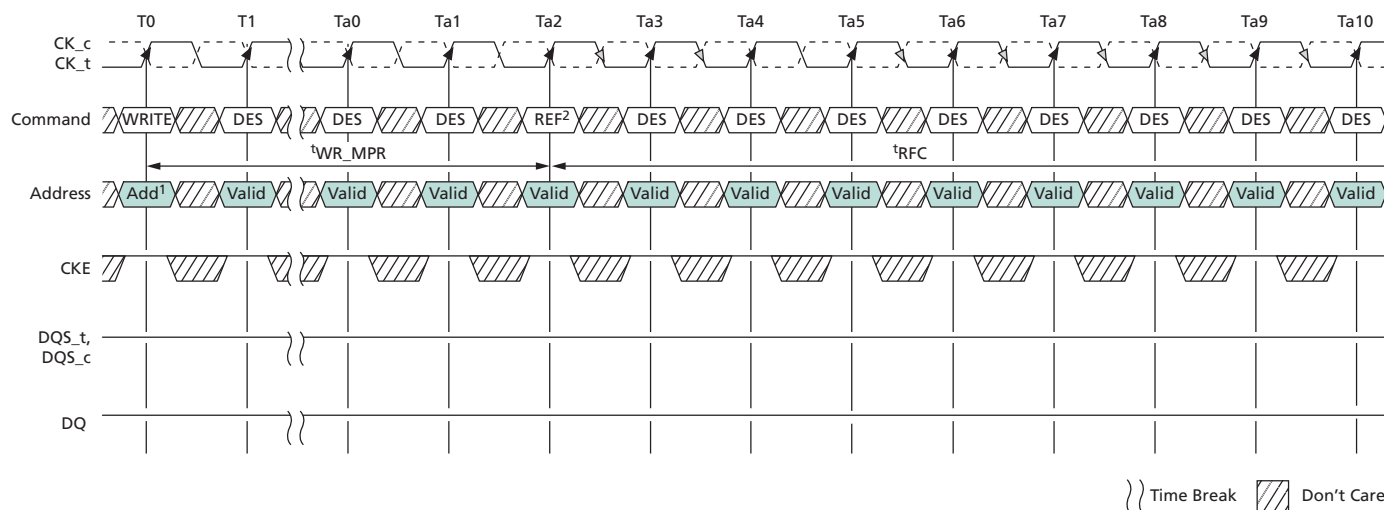 T0 T1 Ta0 Ta1 Ta2 Ta3 Ta4 Ta5 Ta6 Ta7 Ta8 Ta9 Ta10
CK_c
CK_t
Command WRITE DES DES DES REF² DES DES DES DES DES DES DES DES
ᵗWR_MPR ᵗRFC
Address Add¹ Valid Valid Valid Valid Valid Valid Valid Valid Valid Valid Valid Valid
CKE
DQS_t,
DQS_c
DQ
Time Break Don't Care